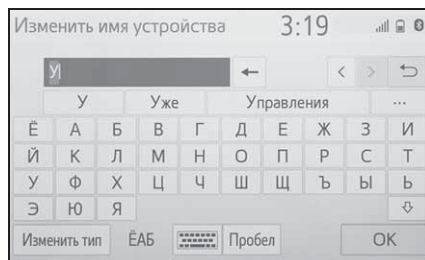 Изменить имя устройства 3:19
У
У Уже Управления ...
Ё А Б В Г Д Е Ж З И
Й К Л М Н О П Р С Т
У Ф Х Ц Ч Ш Щ Ъ Ы Ь
Э Ю Я
Изменить тип ЁАБ Пробел OK